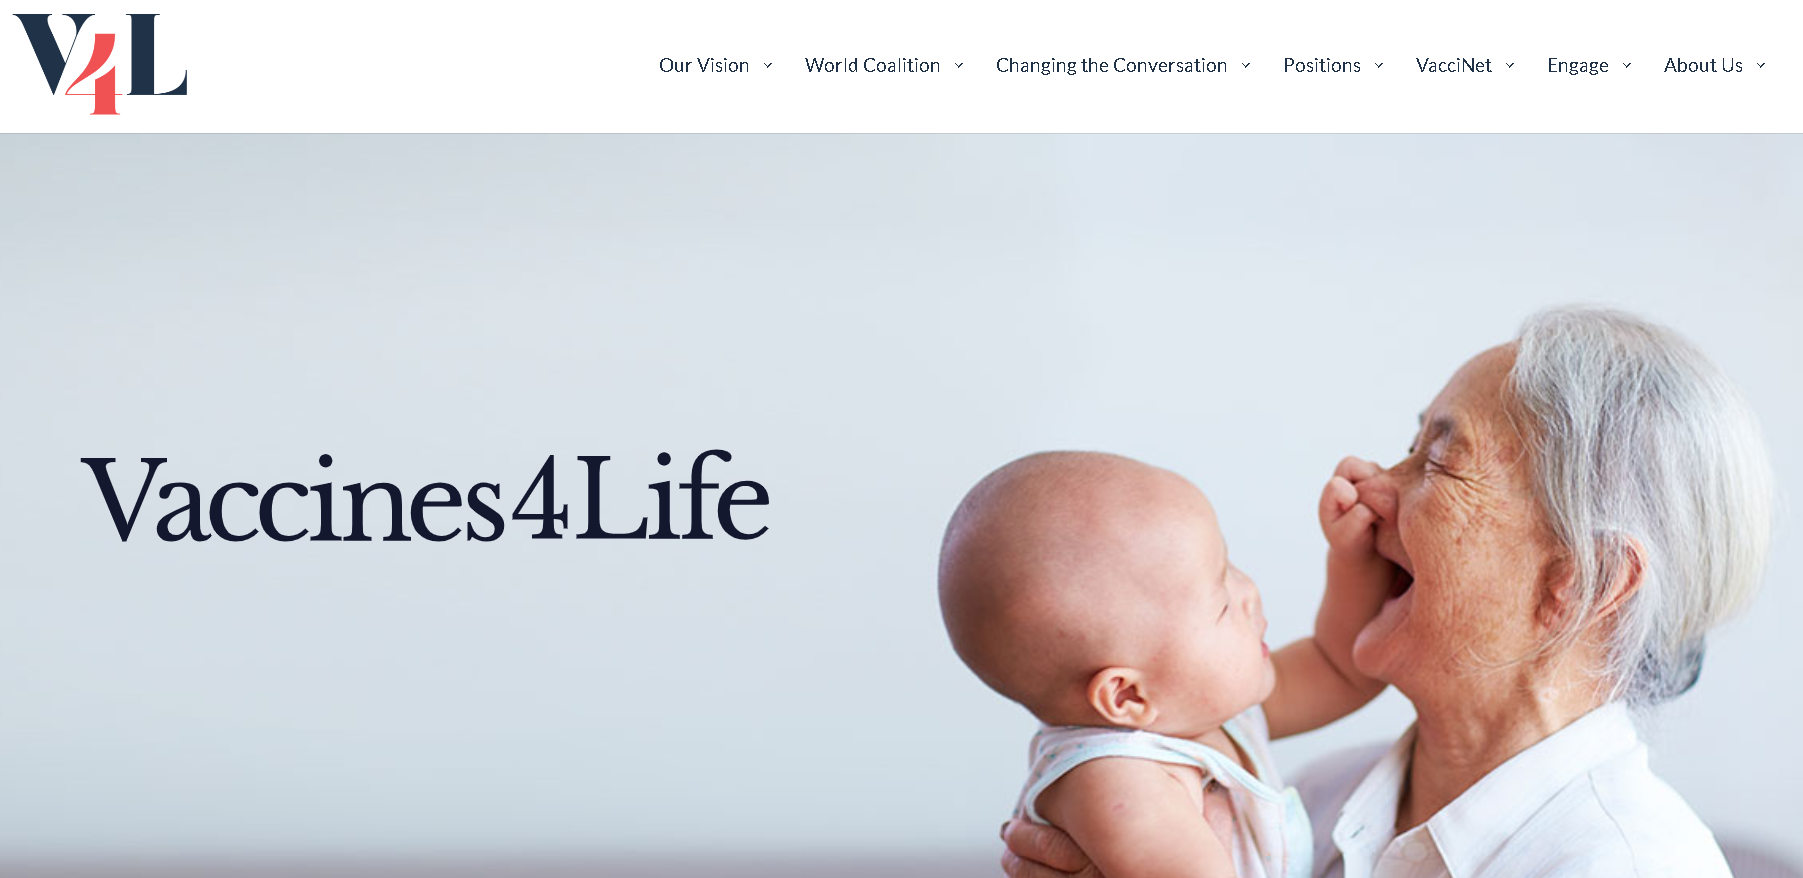 V4L
Our Vision World Coalition Changing the Conversation Positions VacciNet Engage About Us
Vaccines4Life